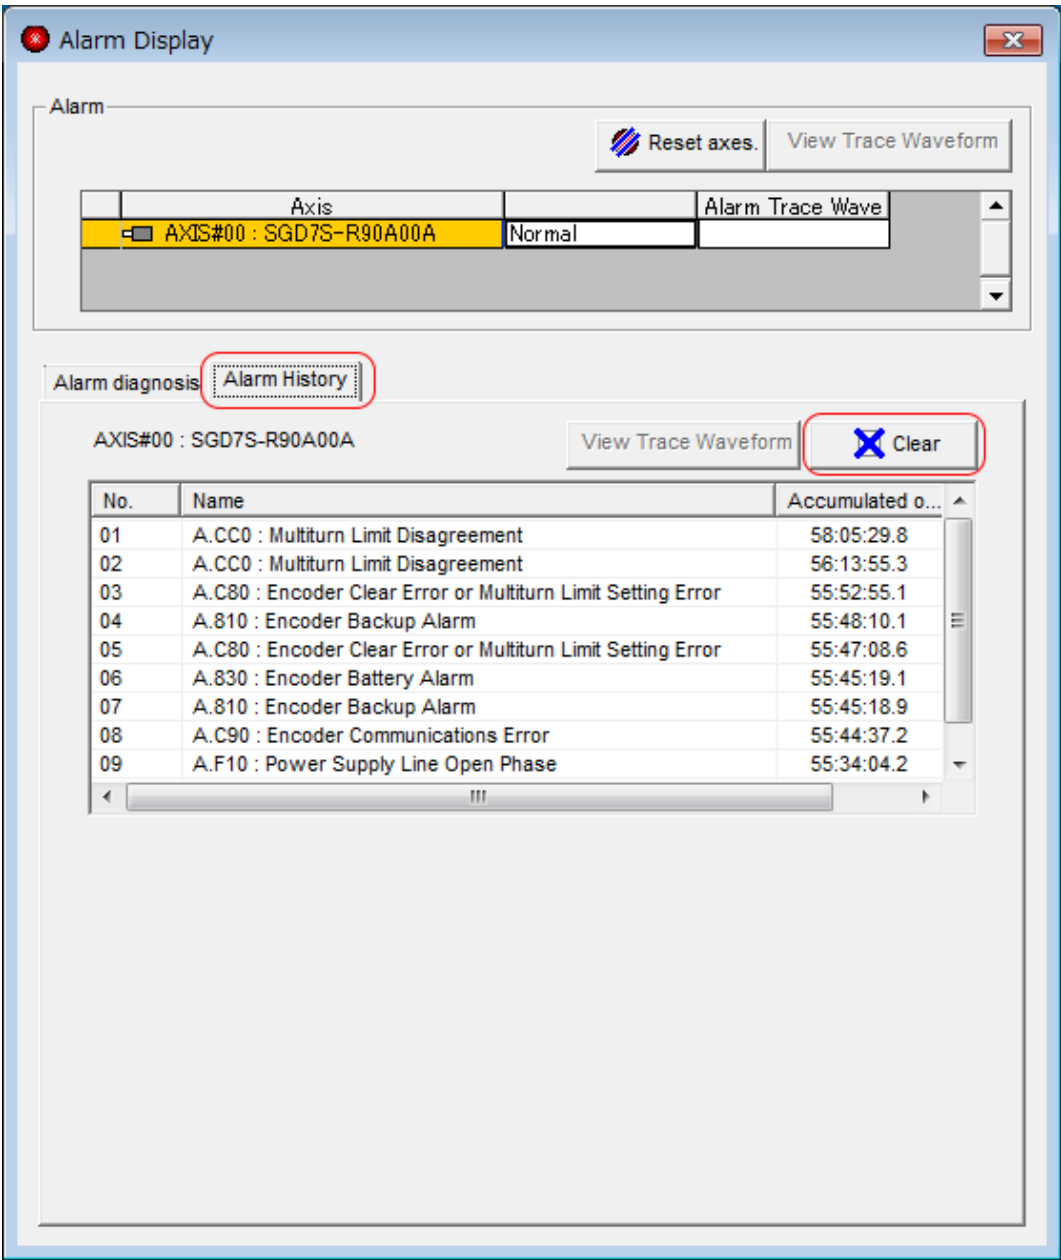 Alarm Display
Alarm
Reset axes. View Trace Waveform
Axis Alarm Trace Wave
AXIS#00 : SGD7S-R90A00A Normal
Alarm diagnosis Alarm History
AXIS#00 : SGD7S-R90A00A View Trace Waveform Clear
No. Name Accumulated o...
01 A.CC0 : Multiturn Limit Disagreement 58:05:29.8
02 A.CC0 : Multiturn Limit Disagreement 56:13:55.3
03 A.C80 : Encoder Clear Error or Multiturn Limit Setting Error 55:52:55.1
04 A.810 : Encoder Backup Alarm 55:48:10.1
05 A.C80 : Encoder Clear Error or Multiturn Limit Setting Error 55:47:08.6
06 A.830 : Encoder Battery Alarm 55:45:19.1
07 A.810 : Encoder Backup Alarm 55:45:18.9
08 A.C90 : Encoder Communications Error 55:44:37.2
09 A.F10 : Power Supply Line Open Phase 55:34:04.2